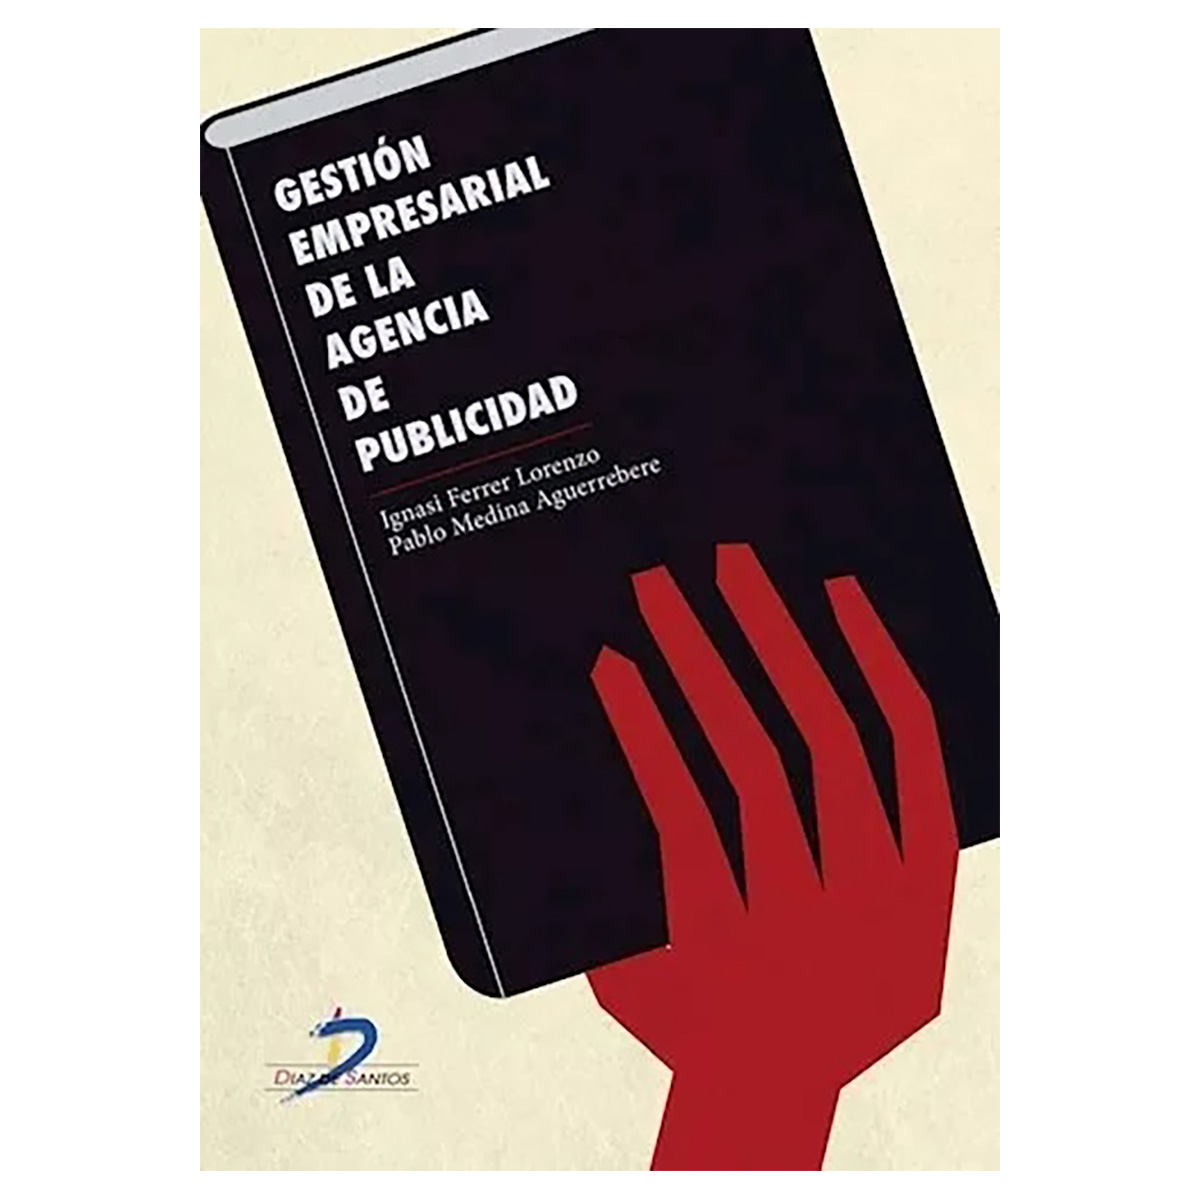 GESTIÓN
EMPRESARIAL
DE LA
AGENCIA
DE
PUBLICIDAD
Ignasi Ferrer Lorenzo
Pablo Medina Aguerrebere
DIAZ DE SANTOS